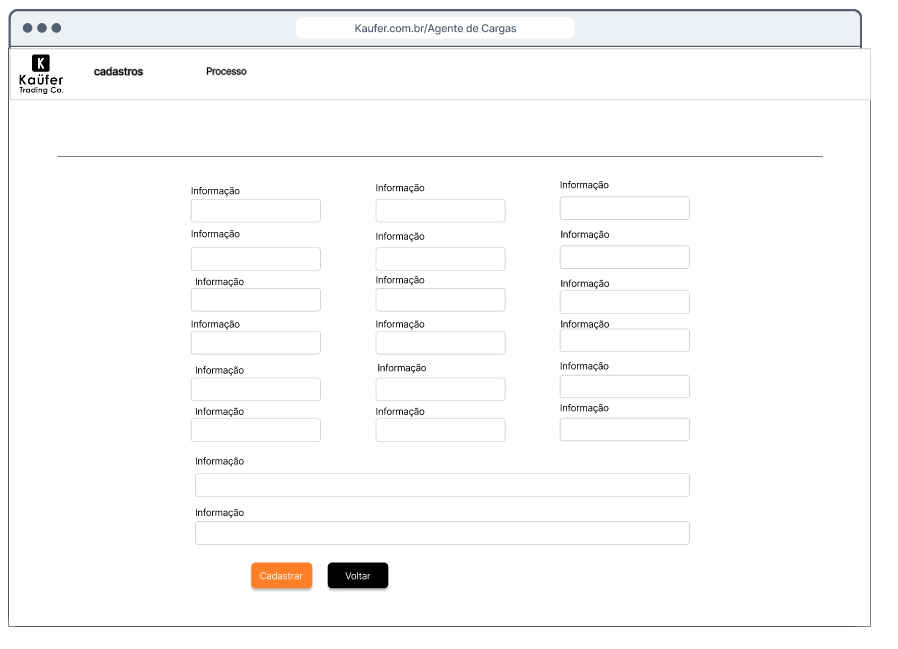 Kaufer.com.br/Agente de Cargas
K
Kaüfer
Trading Co.
cadastros Processo
Informação Informação Informação
Informação Informação Informação
Informação Informação Informação
Informação Informação Informação
Informação Informação Informação
Informação Informação Informação
Informação
Informação
Cadastrar Voltar